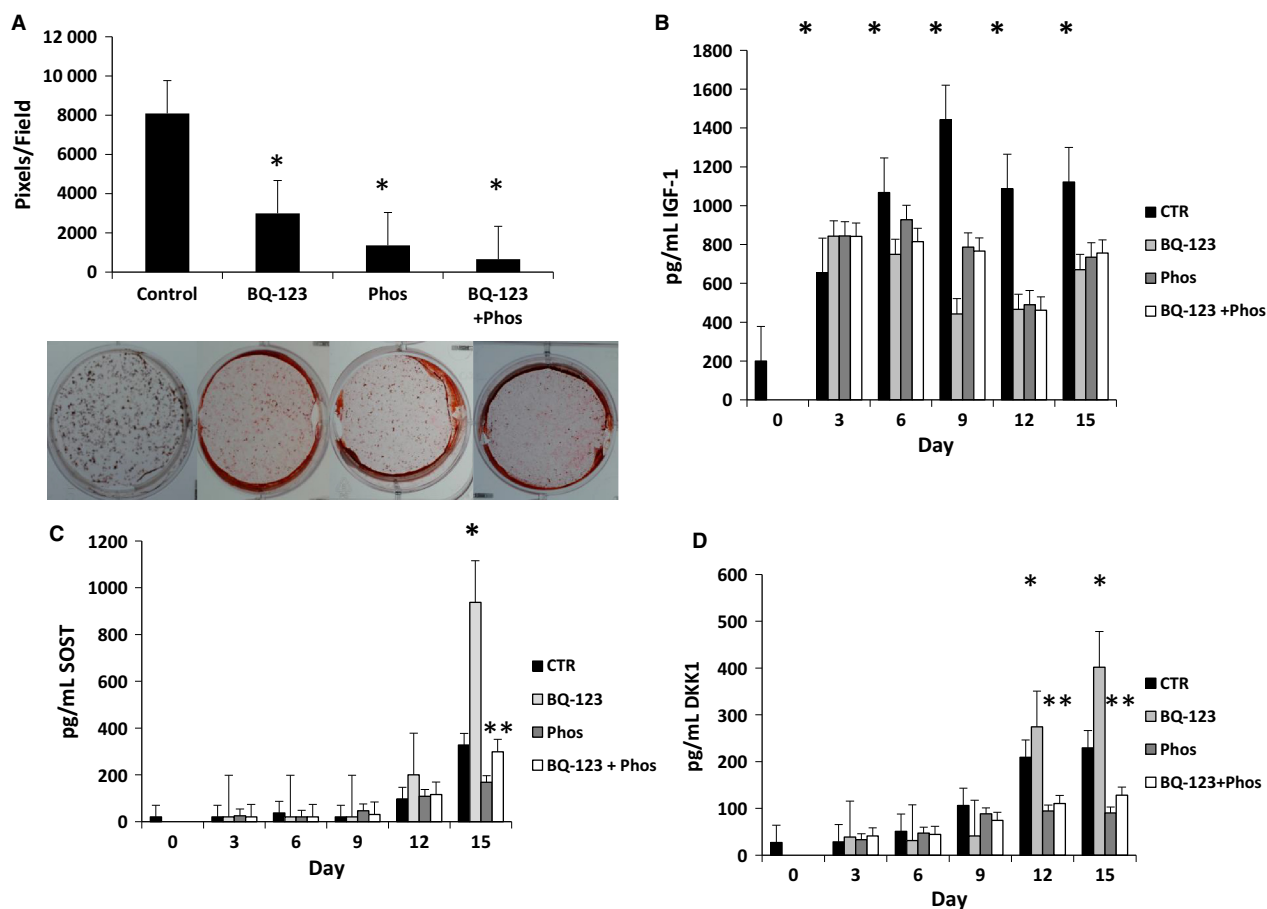 A
12 000
10 000
8000
6000
4000
2000
0
Pixels/Field
*
*
*
Control
BQ-123
Phos
BQ-123
+Phos
B
* * * * *
1800
1600
1400
1200
1000
800
600
400
200
0
pg/mL IGF-1
0 3 6 9 12 15
Day
CTR
BQ-123
Phos
BQ-123 +Phos
C
*
1200
1000
800
600
400
200
0
pg/mL SOST
**
0 3 6 9 12 15
Day
CTR
BQ-123
Phos
BQ-123 + Phos
D
* *
600
500
400
300
200
100
0
pg/mL DKK1
** **
0 3 6 9 12 15
Day
CTR
BQ-123
Phos
BQ-123+Phos